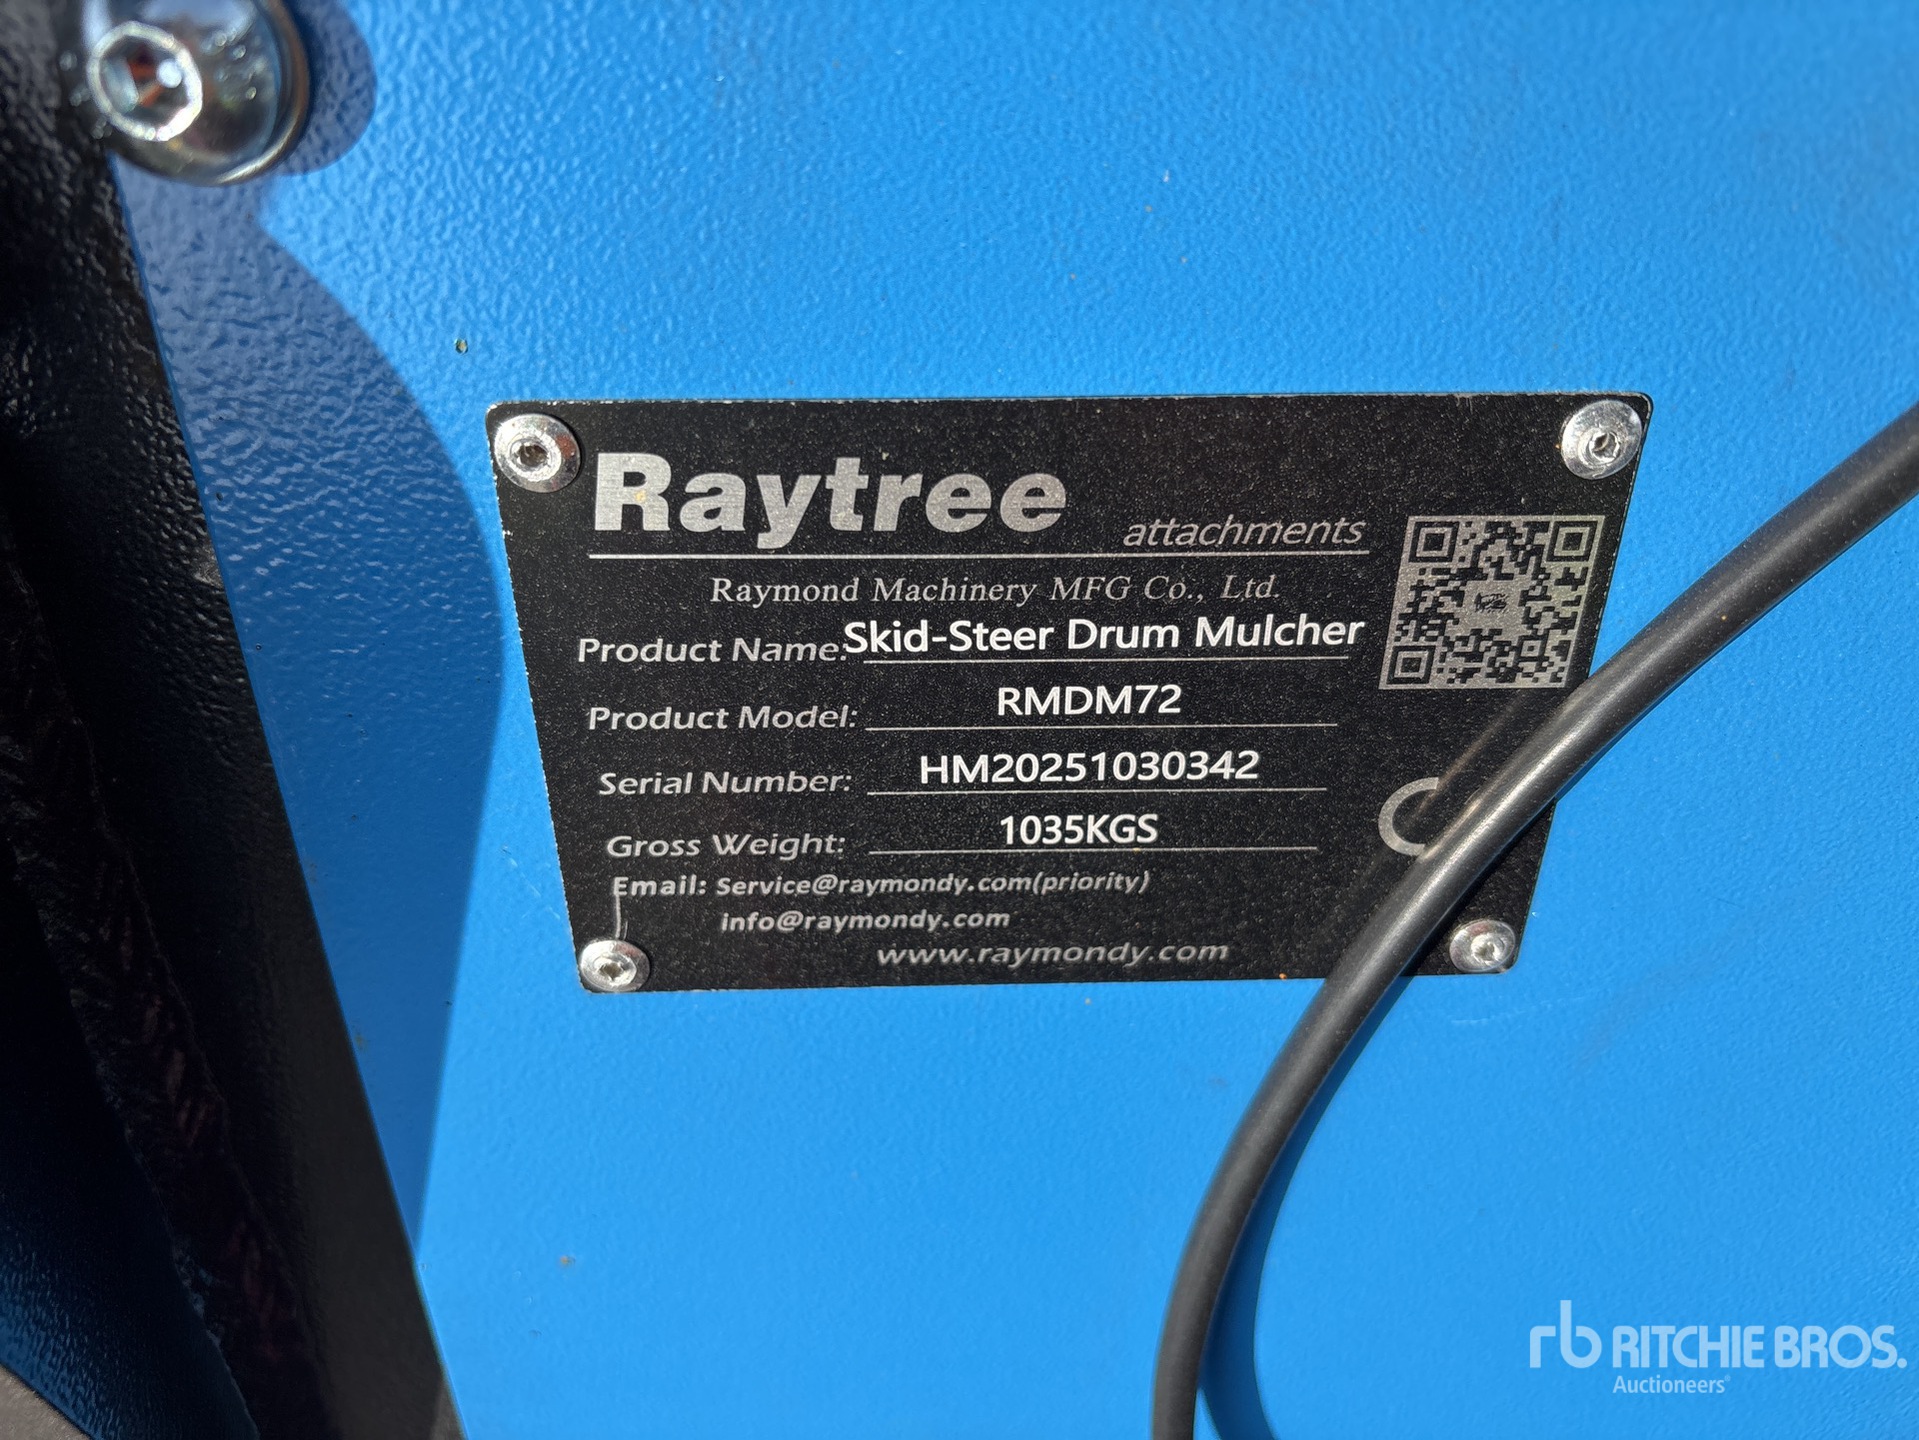 Raytree attachments
Raymond Machinery MFG Co., Ltd.
Product Name: Skid-Steer Drum Mulcher
Product Model: RMDM72
Serial Number: HM20251030342
Gross Weight: 1035KGS
Email: Service@raymondy.com(priority)
info@raymondy.com
www.raymondy.com
rb RITCHIE BROS.
Auctioneers®